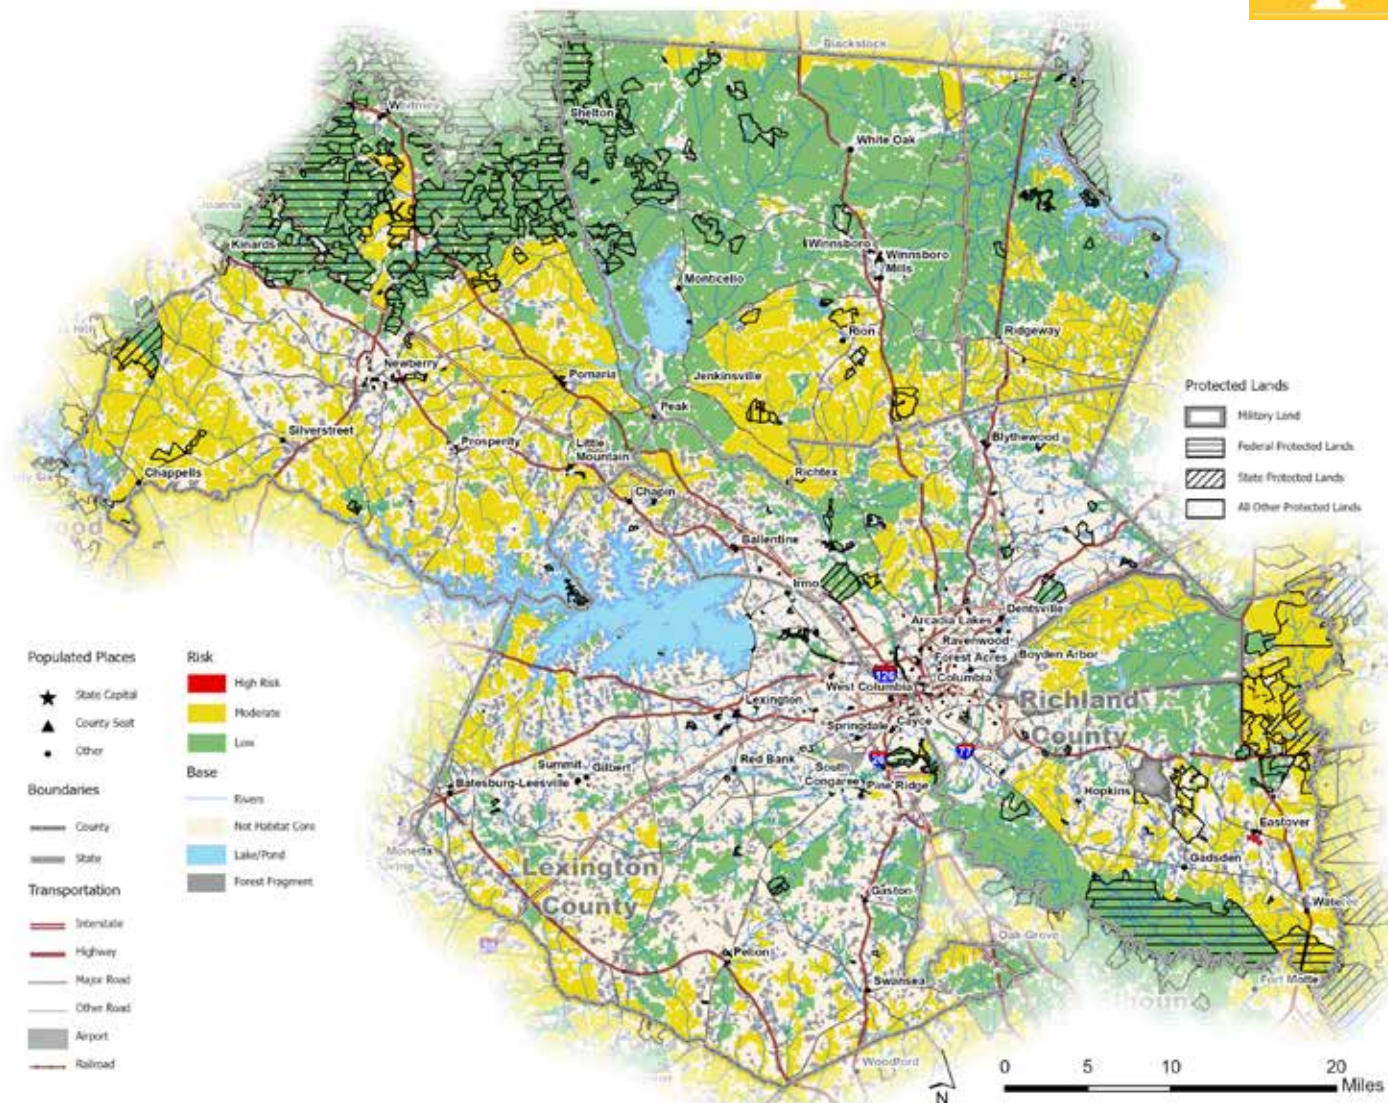 Blackstock
Whitmire
Shelton
White Oak
Joanna
Kinards
Winnsboro
Winnsboro
Mills
Monticello
Rion
Ridgeway
Newberry
Pomaria
Jenkinsville
Peak
Silverstreet
Prosperity
Little
Mountain
Blythewood
Chappells
Richtex
Chapin
Ballentine
Irmo
Dentsville
Arcadia Lakes
Ravenwood
Forest Acres
Boyden Arbor
126
Columbia
West Columbia
Lexington
Richland
County
Springdale
Cayce
26
77
Red Bank
South
Congaree
Pine Ridge
Summit
Gilbert
Batesburg-Leesville
Hopkins
Eastover
Monetta
Lexington
County
Gadsden
Gaston
Wateree
Oak Grove
Pelion
Swansea
Fort Motte
Woodford
Protected Lands
Military Land
Federal Protected Lands
State Protected Lands
All Other Protected Lands
Populated Places
State Capital
County Seat
Other
Boundaries
County
State
Transportation
Interstate
Highway
Major Road
Other Road
Airport
Railroad
Risk
High Risk
Moderate
Low
Base
Rivers
Not Habitat Core
Lake/Pond
Forest Fragment
N
0 5 10 20
Miles